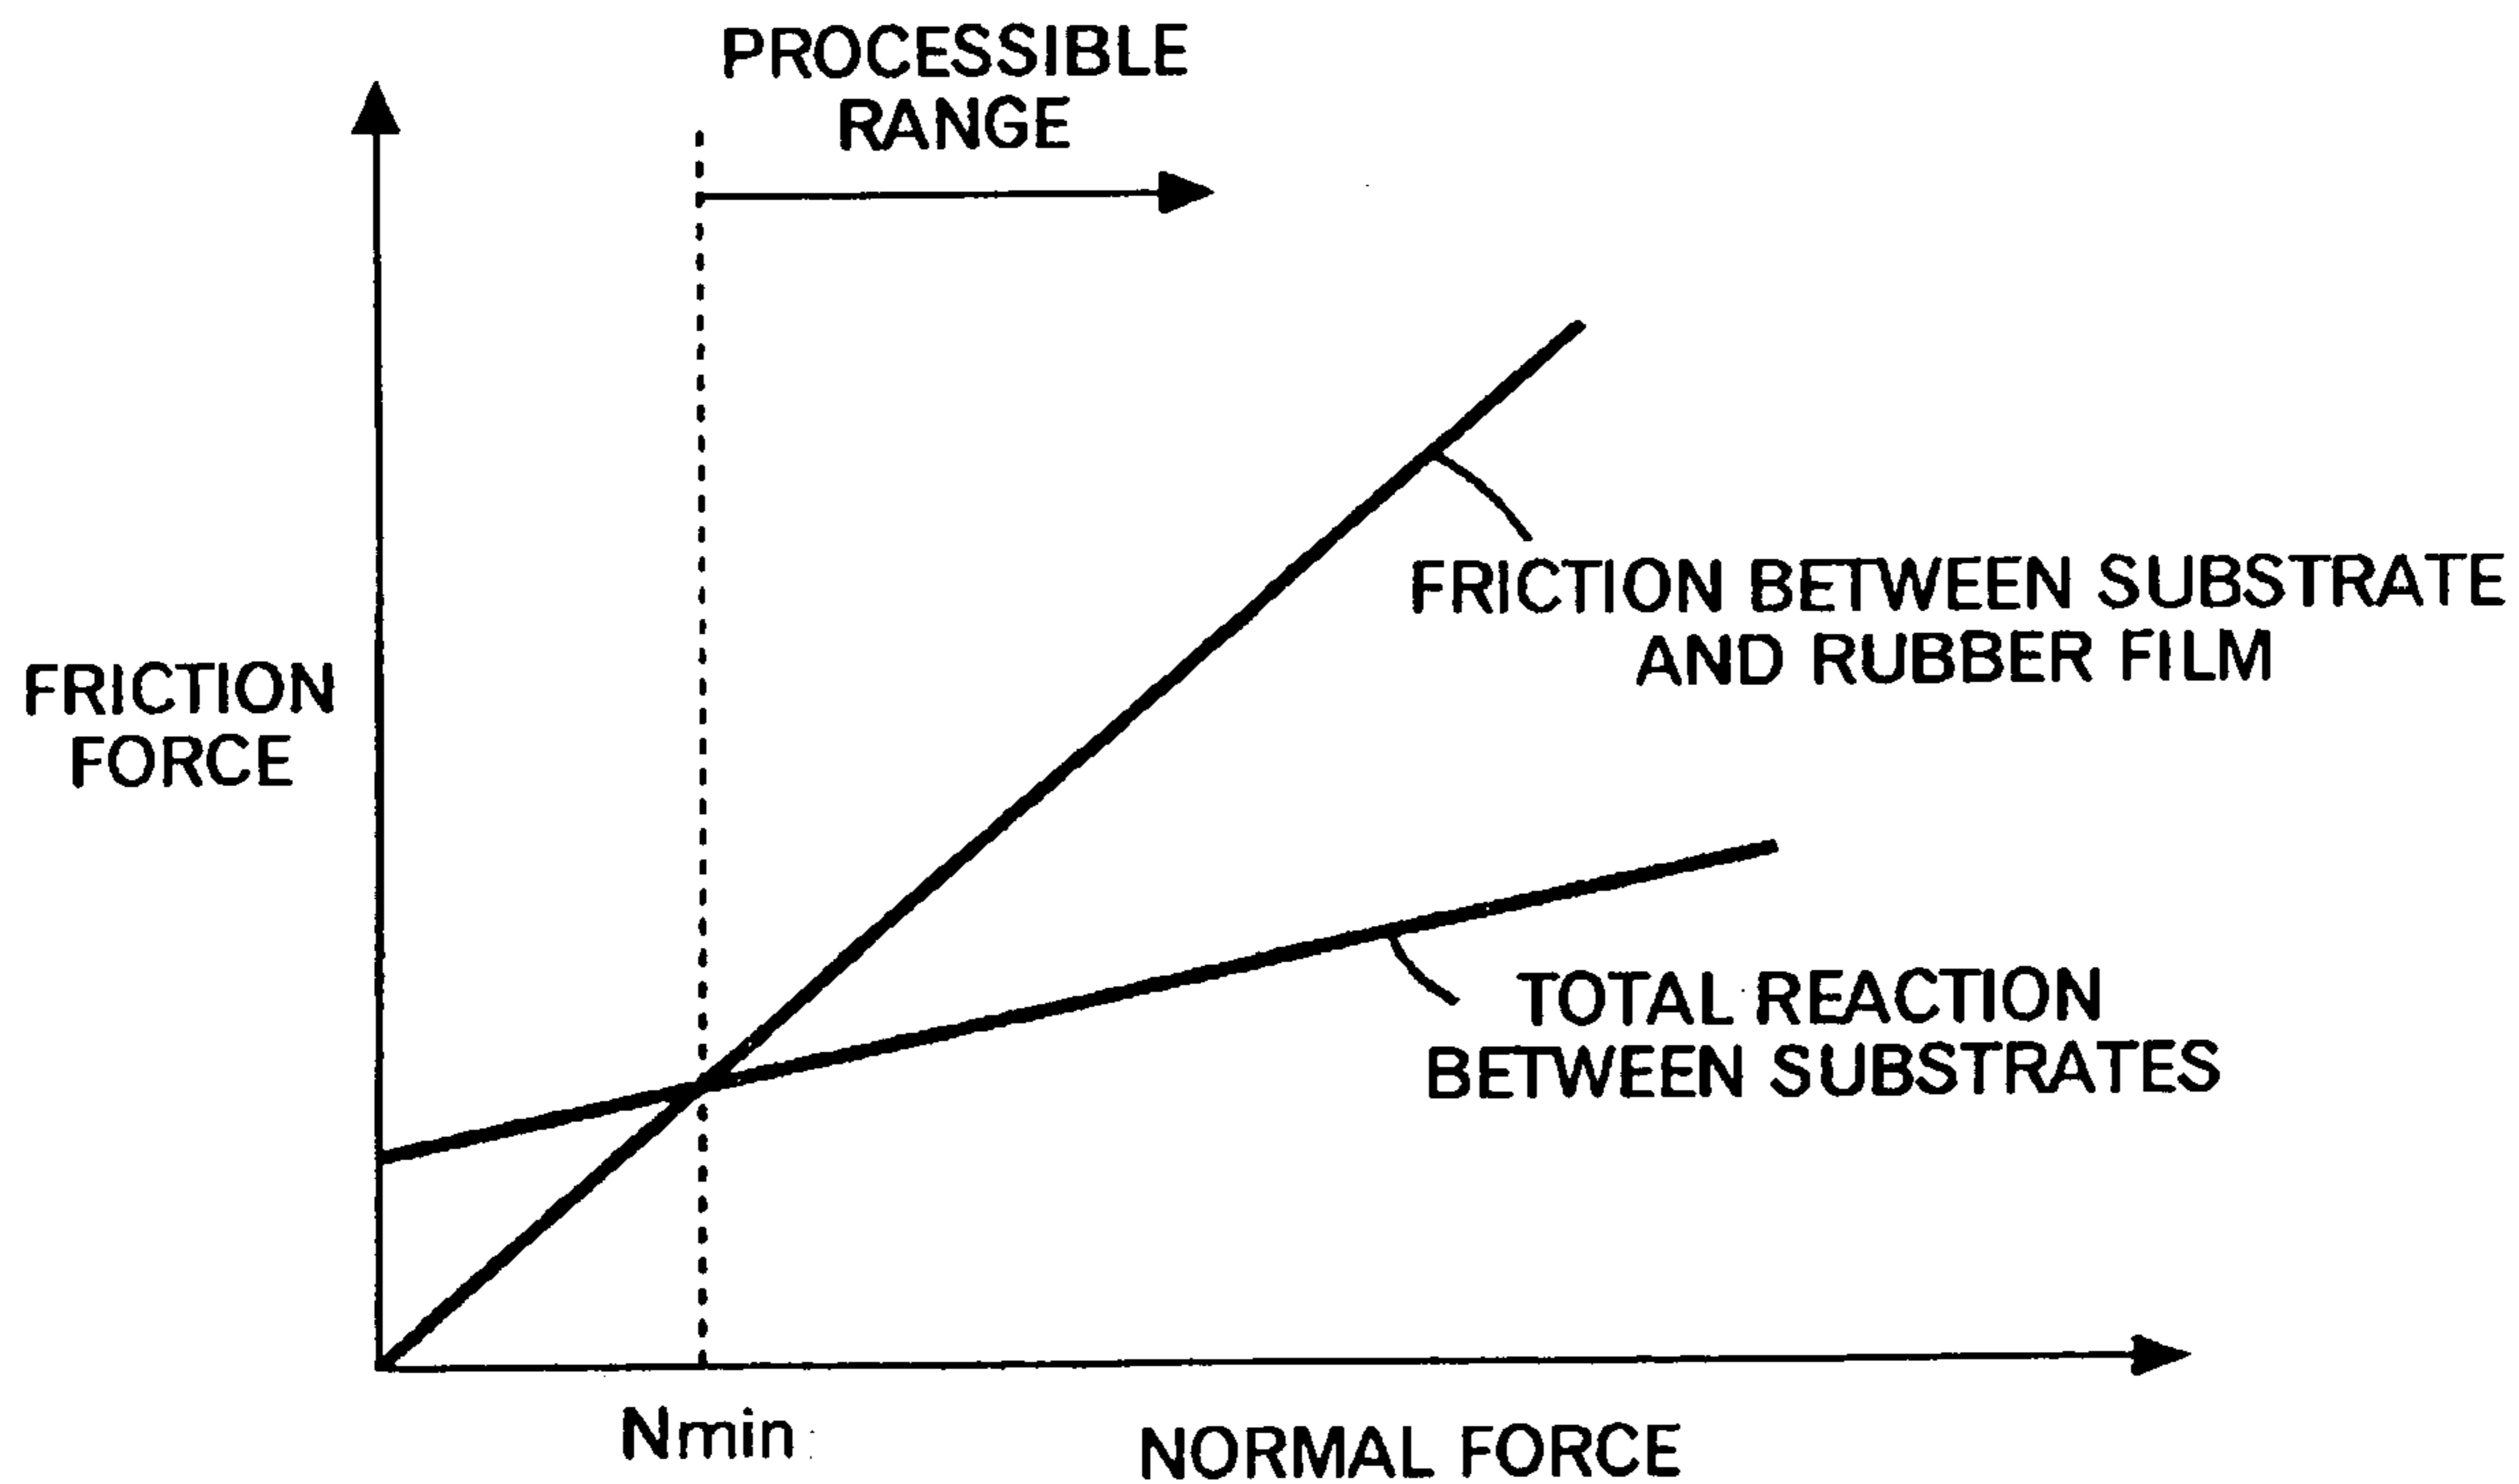 PROCESSIBLE
RANGE
FRICTION BETWEEN SUBSTRATE
AND RUBBER FILM
FRICTION
FORCE
TOTAL REACTION
BETWEEN SUBSTRATES
Nmin
NORMAL FORCE